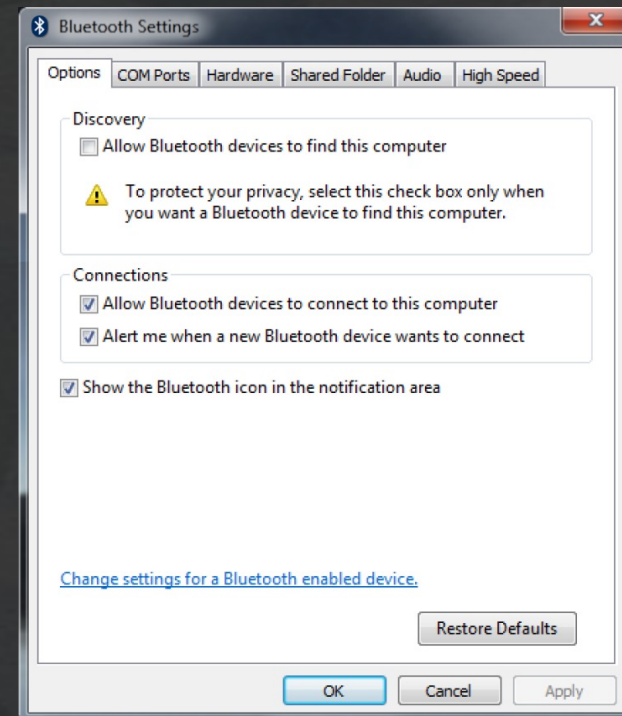 Bluetooth Settings
Options COM Ports Hardware Shared Folder Audio High Speed
Discovery
Allow Bluetooth devices to find this computer
To protect your privacy, select this check box only when
you want a Bluetooth device to find this computer.
Connections
Allow Bluetooth devices to connect to this computer
Alert me when a new Bluetooth device wants to connect
Show the Bluetooth icon in the notification area
Change settings for a Bluetooth enabled device.
Restore Defaults
OK Cancel Apply